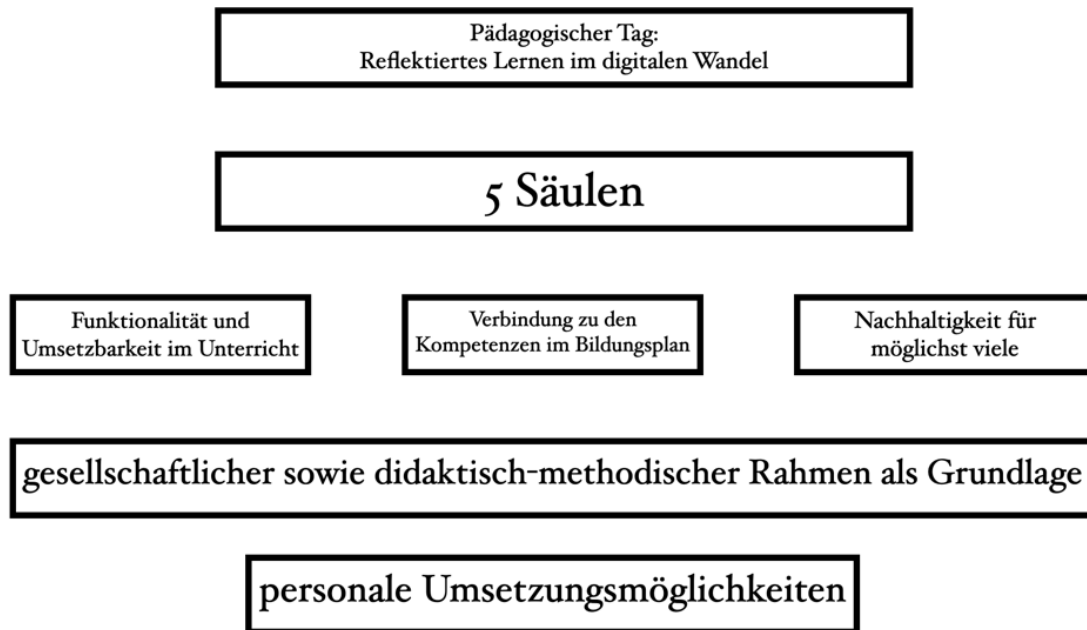 Pädagogischer Tag:
Reflektiertes Lernen im digitalen Wandel
5 Säulen
Funktionalität und
Umsetzbarkeit im Unterricht
Verbindung zu den
Kompetenzen im Bildungsplan
Nachhaltigkeit für
möglichst viele
gesellschaftlicher sowie didaktisch-methodischer Rahmen als Grundlage
personale Umsetzungsmöglichkeiten